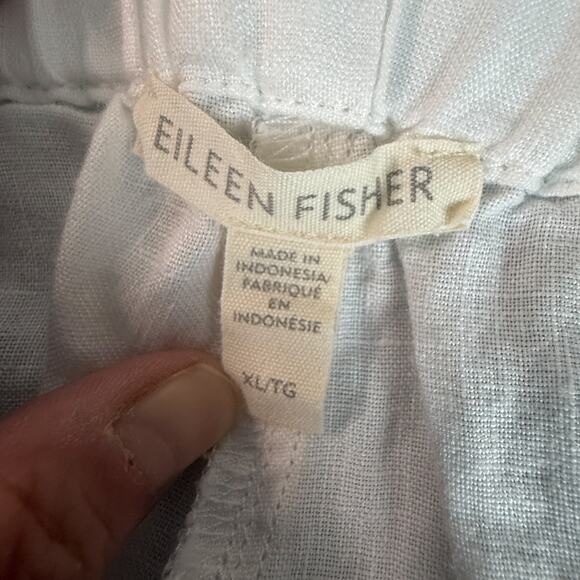 EILEEN FISHER
MADE IN
INDONESIA
FABRIQUÉ
EN
INDONÉSIE
XL/TG